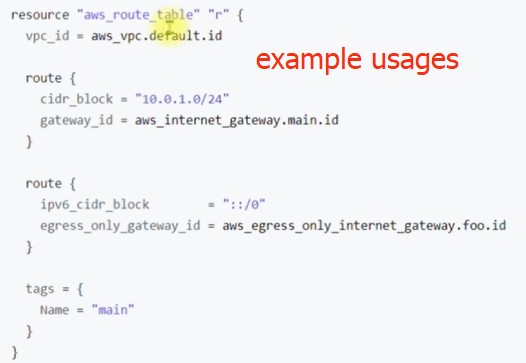 resource "aws_route_table" "r" {
  vpc_id = aws_vpc.default.id
example usages
  route {
    cidr_block = "10.0.1.0/24"
    gateway_id = aws_internet_gateway.main.id
  }
  route {
    ipv6_cidr_block        = "::/0"
    egress_only_gateway_id = aws_egress_only_internet_gateway.foo.id
  }
  tags = {
    Name = "main"
  }
}